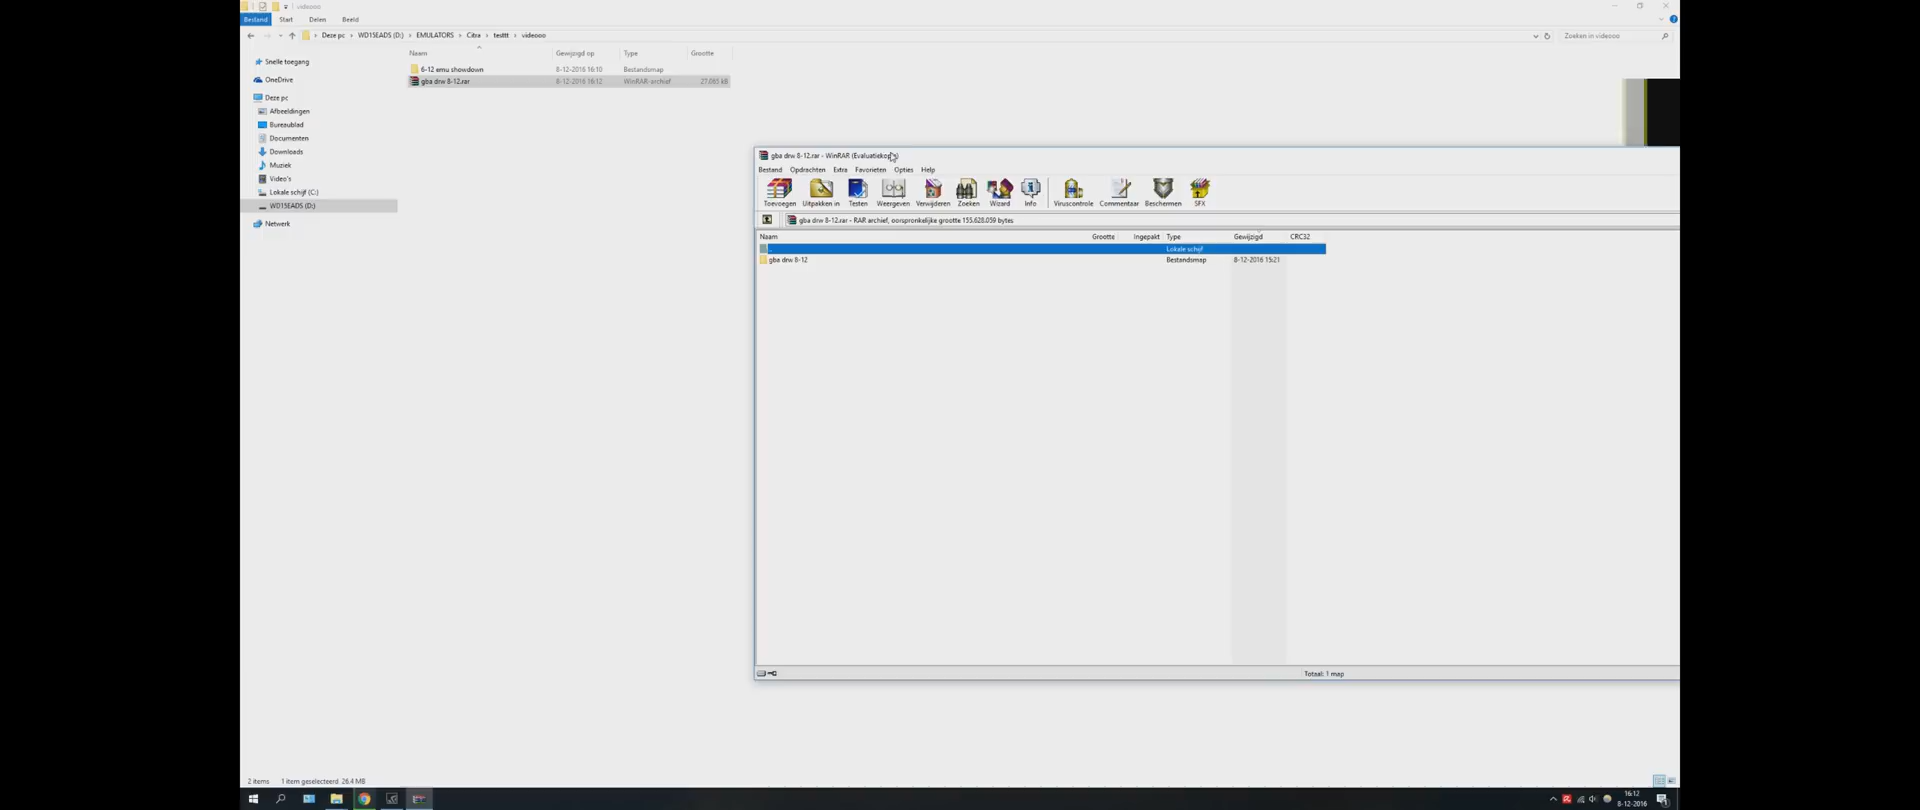 videooo
Bestand Start Delen Beeld
Deze pc > WD15EADS (D:) > EMULATORS > Citra > testtt > videooo
Zoeken in videooo
Naam Gewijzigd op Type Grootte
6-12 emu showdown 8-12-2016 16:10 Bestandsmap
gba drw 8-12.rar 8-12-2016 16:12 WinRAR-archief 27.065 kB
Snelle toegang
OneDrive
Deze pc
Afbeeldingen
Bureaublad
Documenten
Downloads
Muziek
Video's
Lokale schijf (C:)
WD15EADS (D:)
Netwerk
gba drw 8-12.rar - WinRAR (Evaluatiekopie)
Bestand Opdrachten Extra Favorieten Opties Help
Toevoegen Uitpakken in Testen Weergeven Verwijderen Zoeken Wizard Info Viruscontrole Commentaar Beschermen SFX
gba drw 8-12.rar - RAR archief, oorspronkelijke grootte 155.628.059 bytes
Naam Grootte Ingepakt Type Gewijzigd CRC32
.. Lokale schijf
gba drw 8-12 Bestandsmap 8-12-2016 15:21
Totaal: 1 map
2 items 1 item geselecteerd 26,4 MB
16:12
8-12-2016